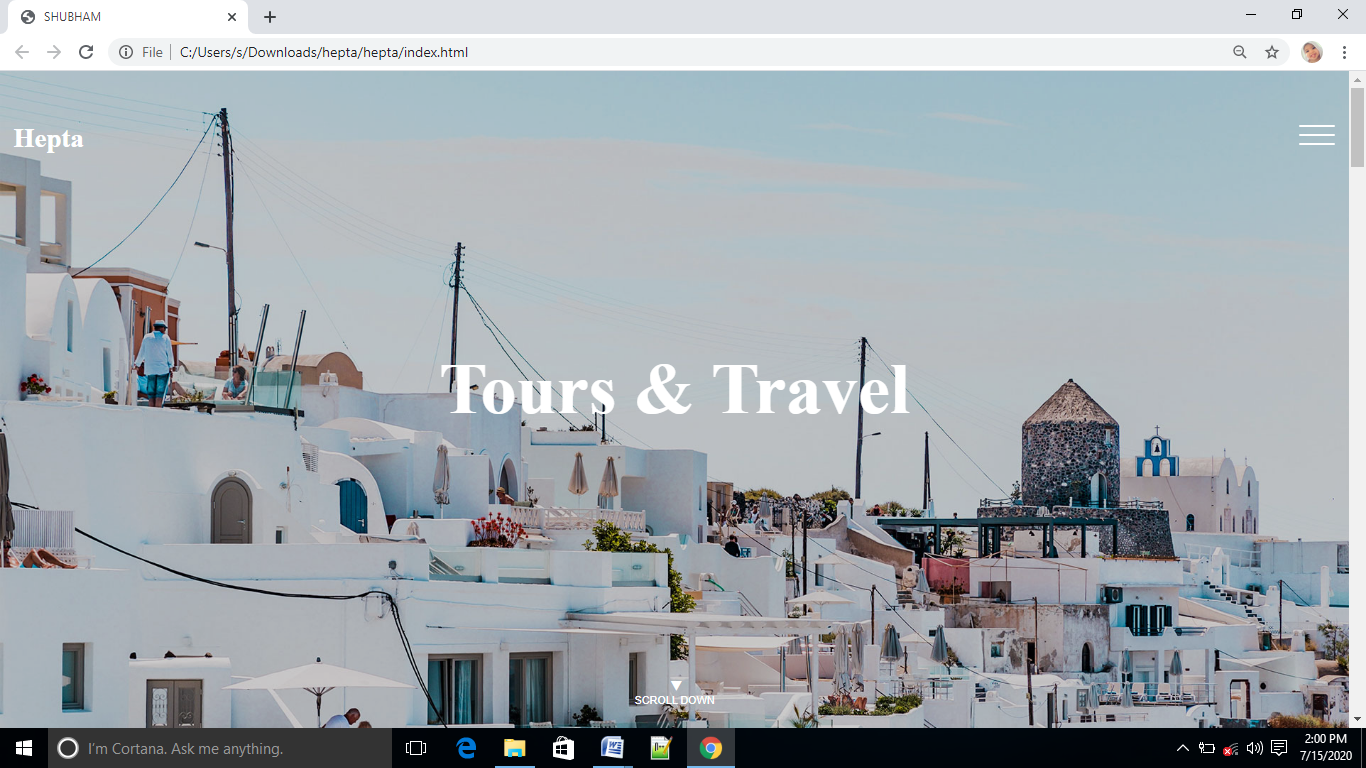 SHUBHAM
File
C:/Users/s/Downloads/hepta/hepta/index.html
Hepta
Tours & Travel
SCROLL DOWN
I'm Cortana. Ask me anything.
2:00 PM
7/15/2020